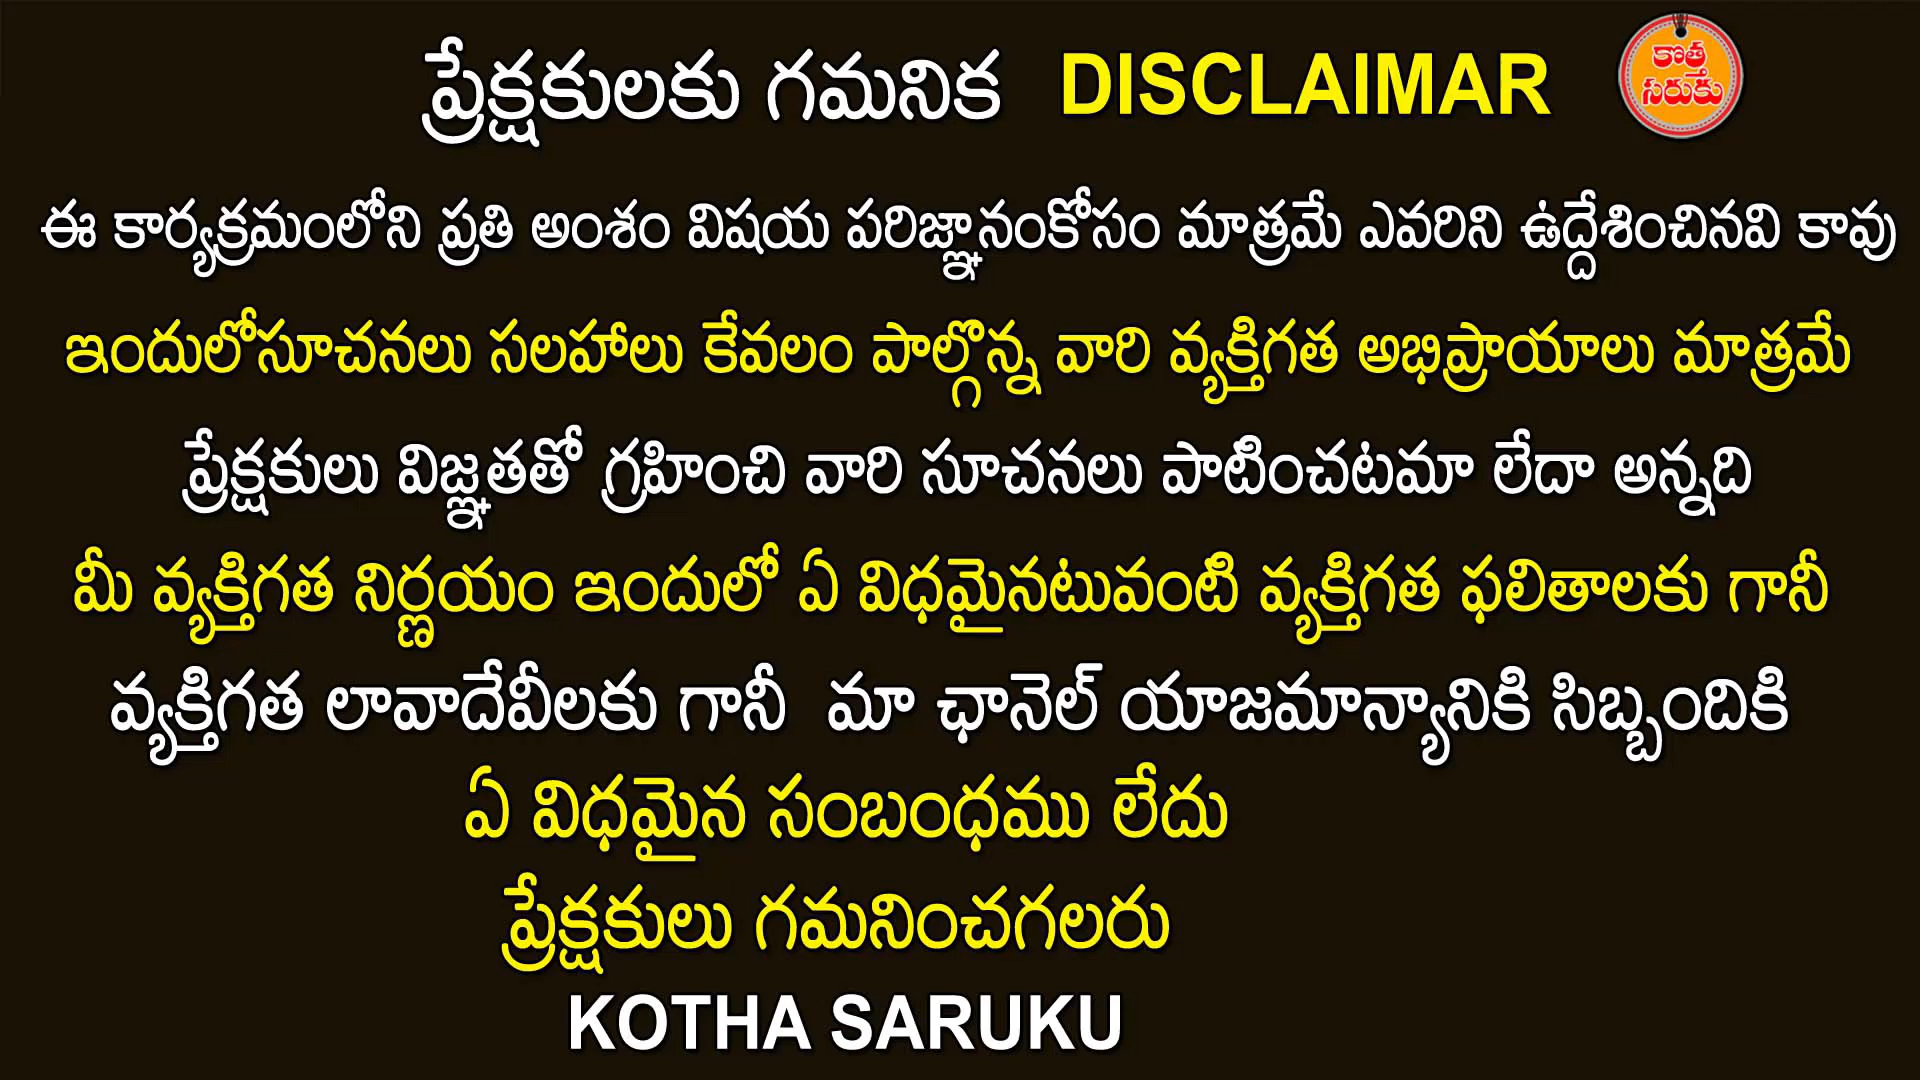 ప్రేక్షకులకు గమనిక DISCLAIMAR
కొత్త
సరుకు
ఈ కార్యక్రమంలోని ప్రతి అంశం విషయ పరిజ్ఞానంకోసం మాత్రమే ఎవరిని ఉద్దేశించినవి కావు
ఇందులోసూచనలు సలహాలు కేవలం పాల్గొన్న వారి వ్యక్తిగత అభిప్రాయాలు మాత్రమే
ప్రేక్షకులు విజ్ఞతతో గ్రహించి వారి సూచనలు పాటించటమా లేదా అన్నది
మీ వ్యక్తిగత నిర్ణయం ఇందులో ఏ విధమైనటువంటి వ్యక్తిగత ఫలితాలకు గానీ
వ్యక్తిగత లావాదేవీలకు గానీ మా ఛానెల్ యాజమాన్యానికి సిబ్బందికి
ఏ విధమైన సంబంధము లేదు
ప్రేక్షకులు గమనించగలరు
KOTHA SARUKU